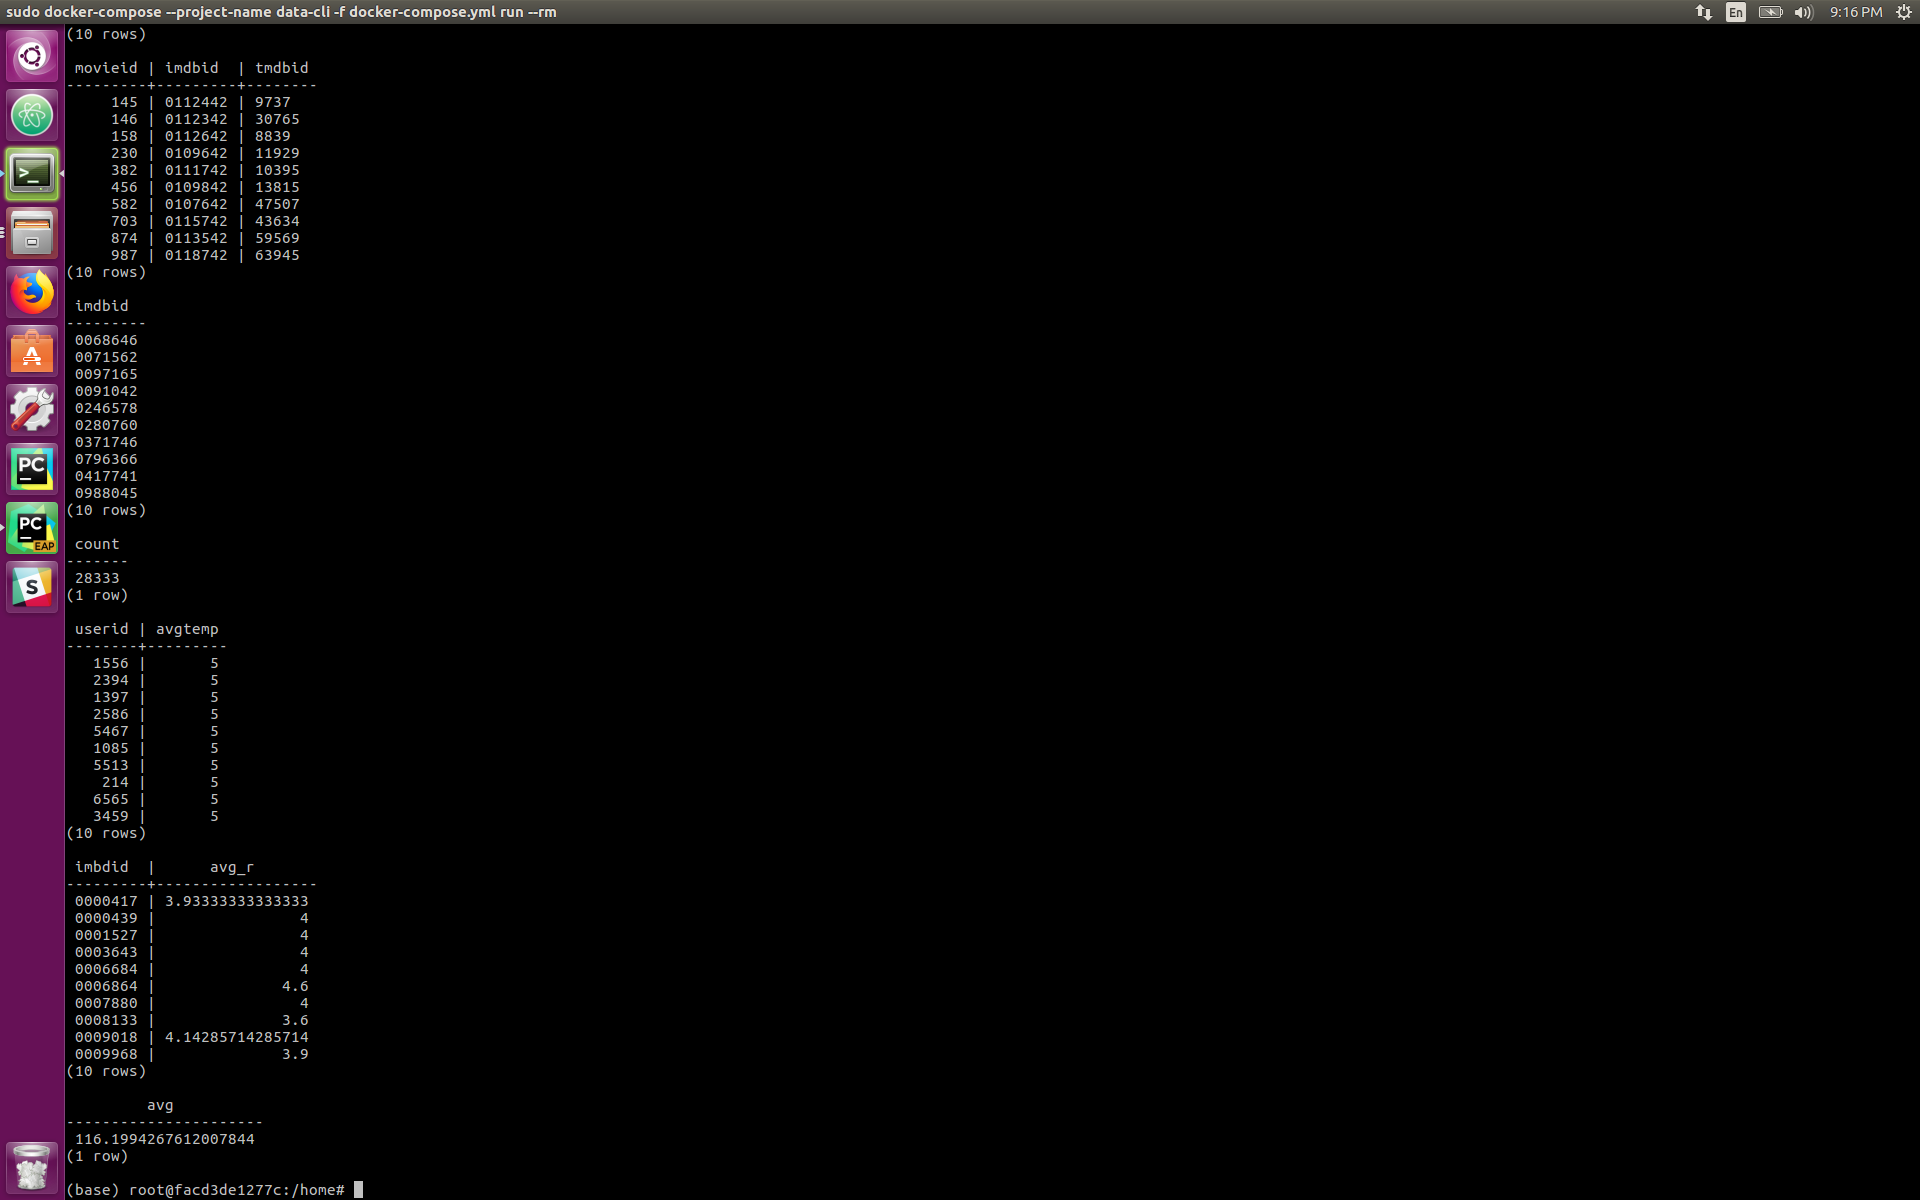 sudo docker-compose --project-name data-cli -f docker-compose.yml run --rm
En
9:16 PM
(10 rows)
movieid | imdbid  | tmdbid
---------+---------+--------
     145 | 0112442 | 9737
     146 | 0112342 | 30765
     158 | 0112642 | 8839
     230 | 0109642 | 11929
     382 | 0111742 | 10395
     456 | 0109842 | 13815
     582 | 0107642 | 47507
     703 | 0115742 | 43634
     874 | 0113542 | 59569
     987 | 0118742 | 63945
(10 rows)
 imdbid
---------
 0068646
 0071562
 0097165
 0091042
 0246578
 0280760
 0371746
 0796366
 0417741
 0988045
(10 rows)
 count
-------
 28333
(1 row)
 userid | avgtemp
--------+---------
   1556 |       5
   2394 |       5
   1397 |       5
   2586 |       5
   5467 |       5
   1085 |       5
   5513 |       5
    214 |       5
   6565 |       5
   3459 |       5
(10 rows)
 imbdid  |      avg_r
---------+------------------
 0000417 | 3.93333333333333
 0000439 |                4
 0001527 |                4
 0003643 |                4
 0006684 |                4
 0006864 |              4.6
 0007880 |                4
 0008133 |              3.6
 0009018 | 4.14285714285714
 0009968 |              3.9
(10 rows)
         avg
----------------------
 116.1994267612007844
(1 row)
(base) root@facd3de1277c:/home#
>_
A
PC
PC
EAP
S